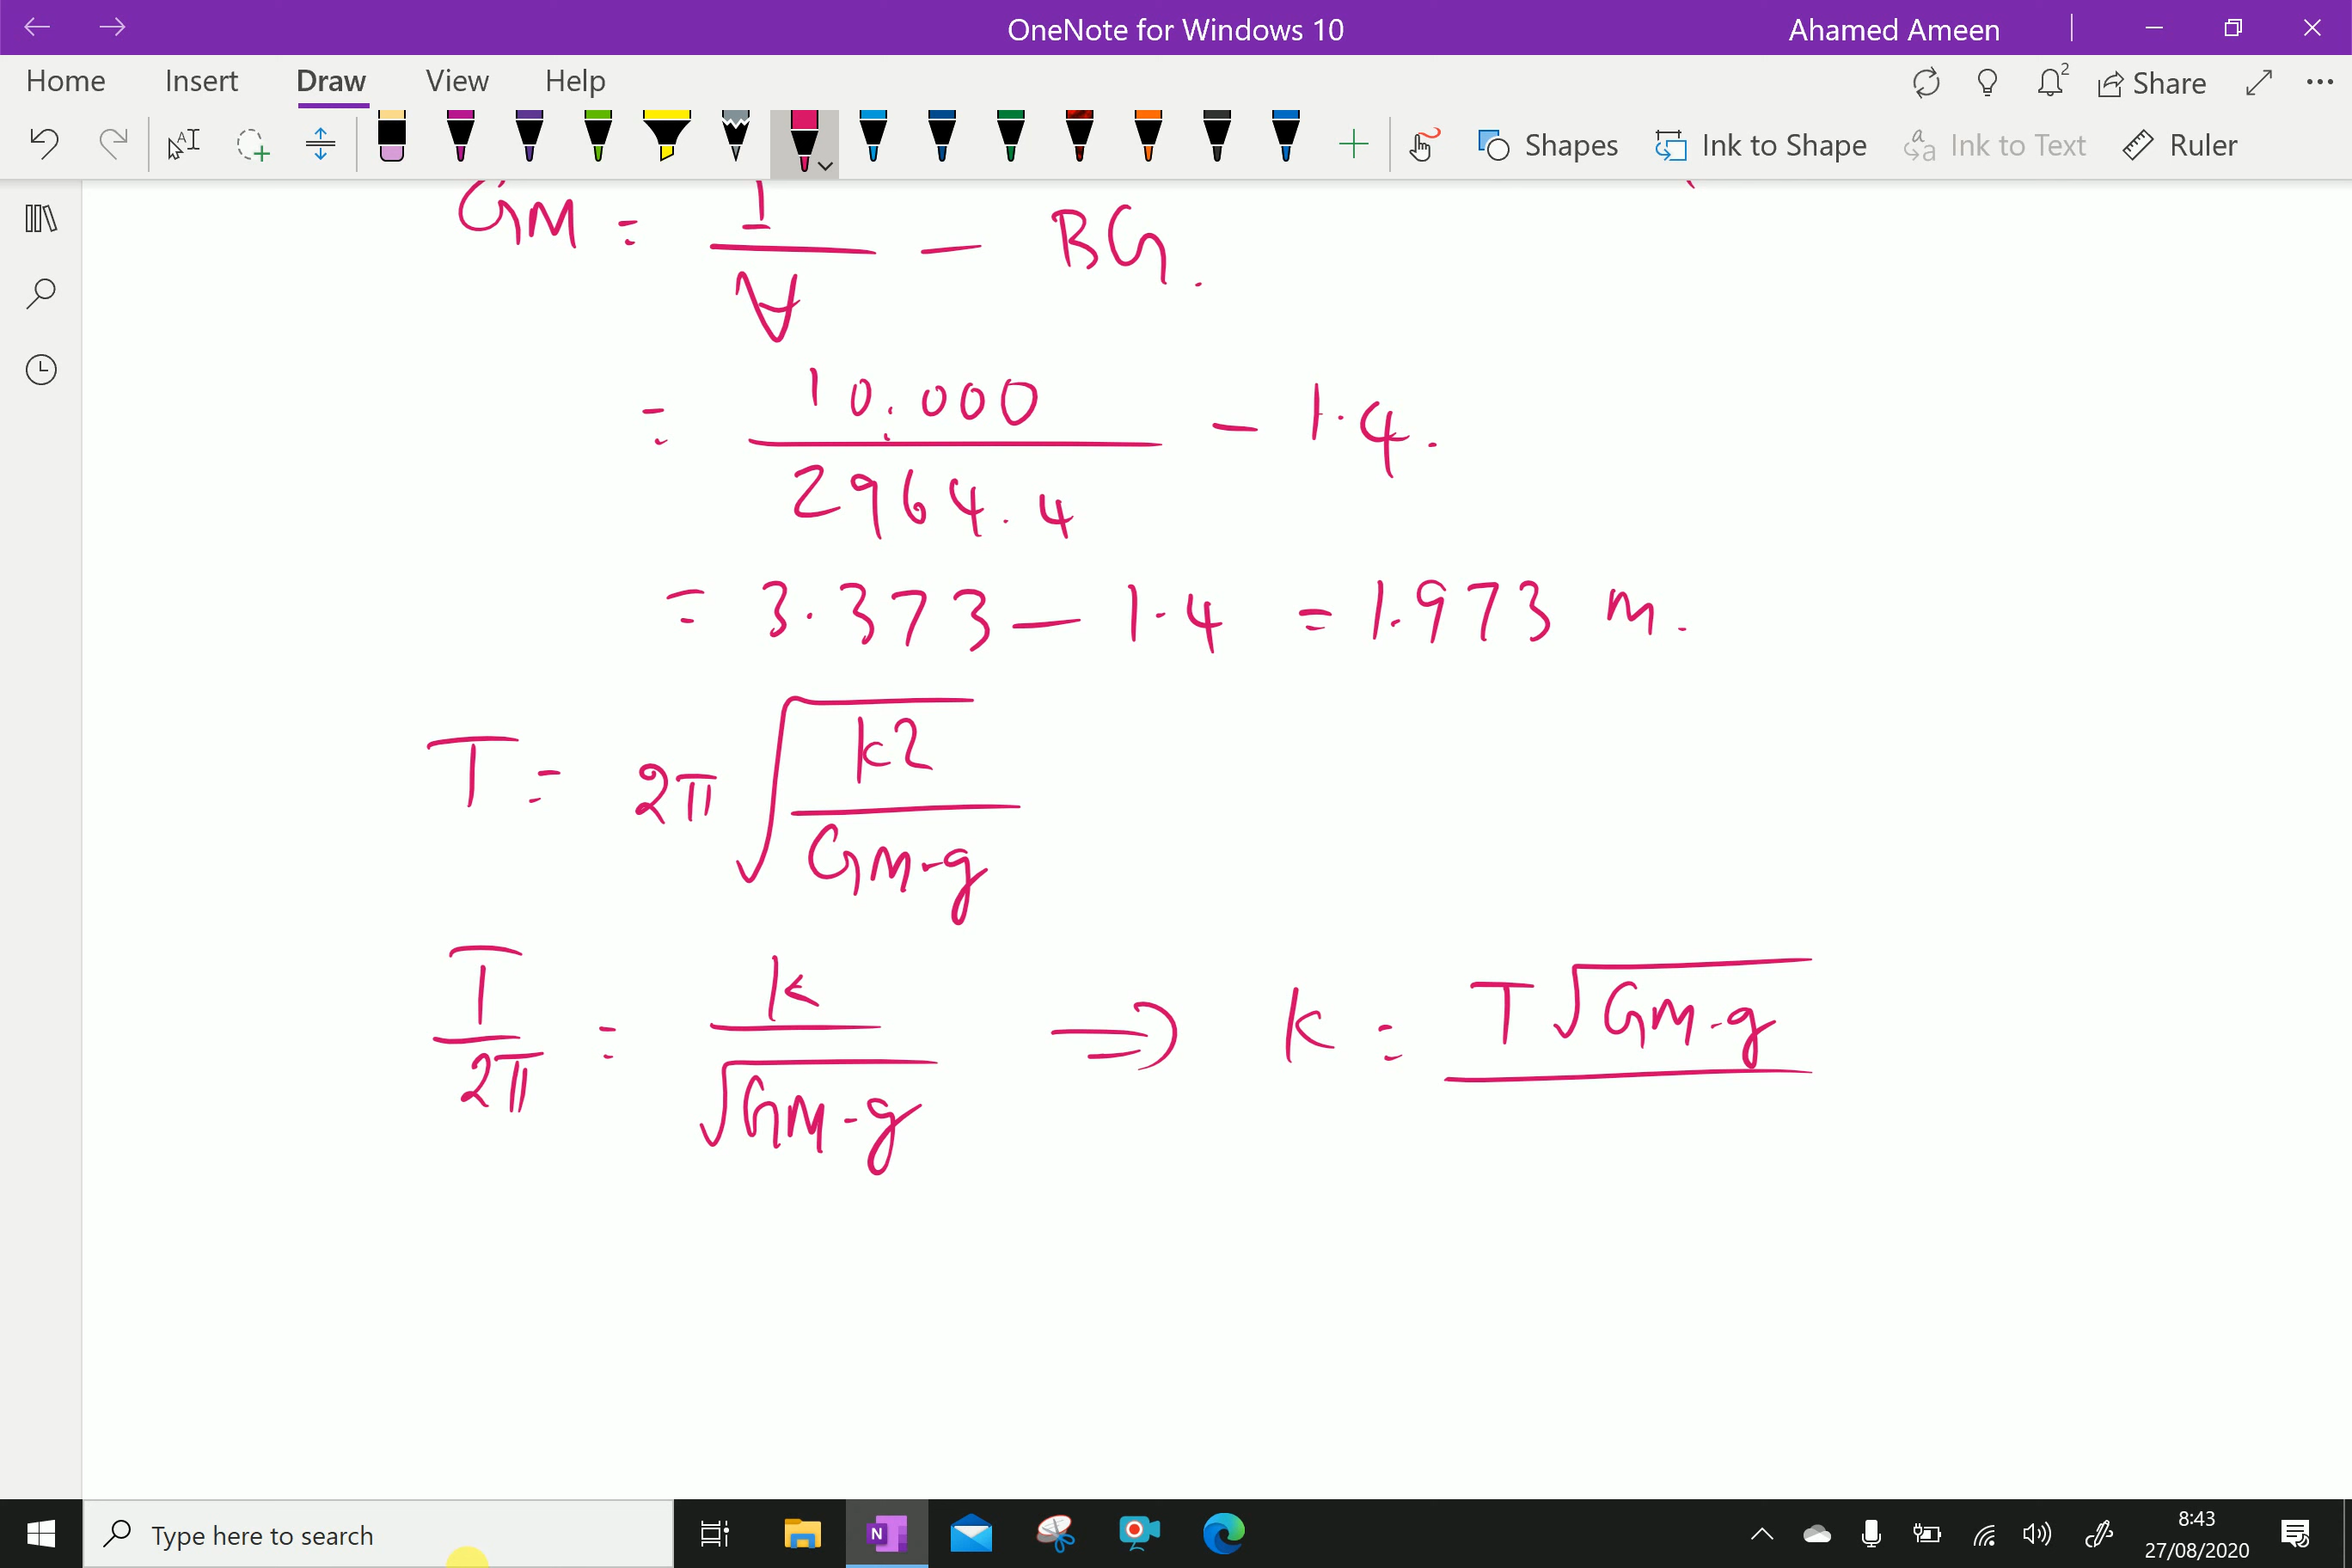 OneNote for Windows 10 Ahamed Ameen
Home Insert Draw View Help 2 Share
Shapes Ink to Shape Ink to Text Ruler
GM = I/∀ - BG.
= 10.000/2964.4 - 1.4.
= 3.373 - 1.4 = 1.973 m.
T = 2π √(k2/GM.g)
T/2π = k/√GM.g ⇒ k = T√GM.g
Type here to search 8:43
27/08/2020